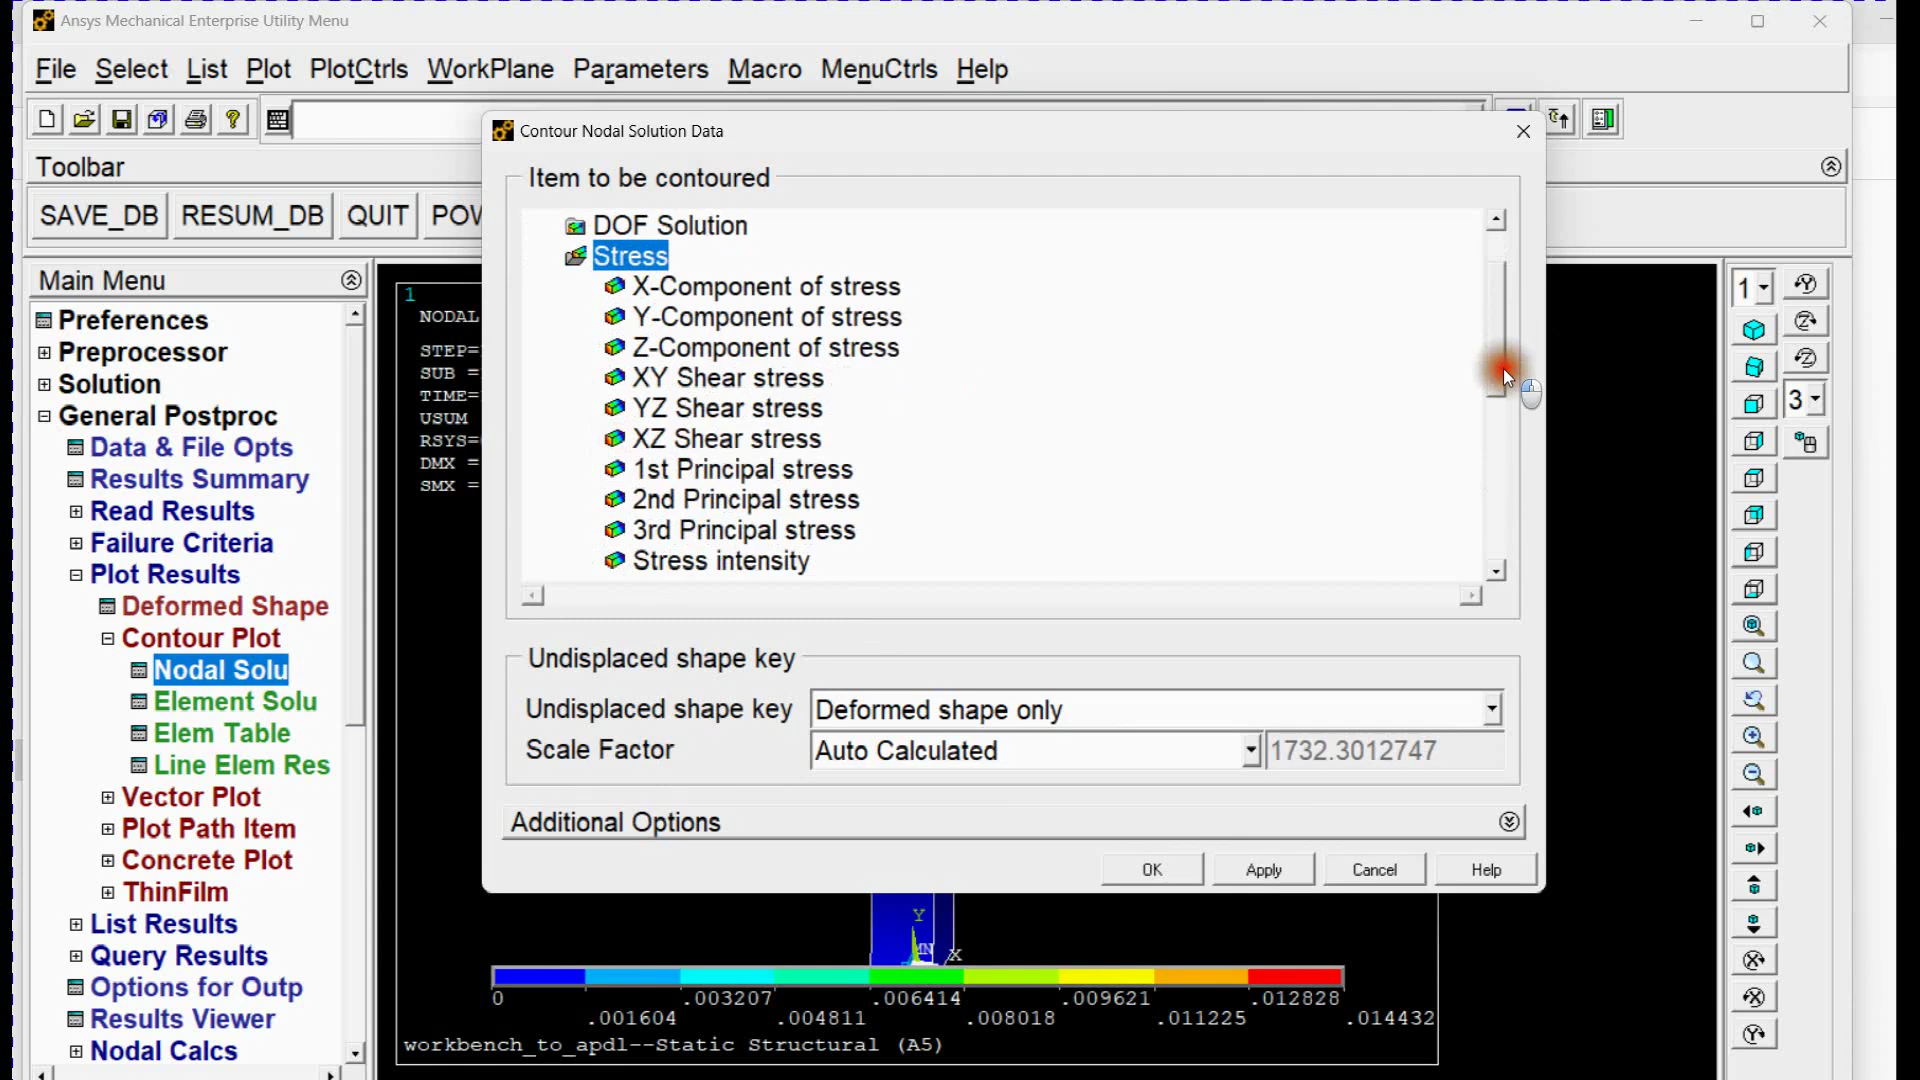 Ansys Mechanical Enterprise Utility Menu
File Select List Plot PlotCtrls WorkPlane Parameters Macro MenuCtrls Help
Contour Nodal Solution Data
Toolbar
SAVE_DB RESUM_DB QUIT POW
Item to be contoured
DOF Solution
Stress
X-Component of stress
Y-Component of stress
Z-Component of stress
XY Shear stress
YZ Shear stress
XZ Shear stress
1st Principal stress
2nd Principal stress
3rd Principal stress
Stress intensity
Undisplaced shape key
Undisplaced shape key Deformed shape only
Scale Factor Auto Calculated 1732.3012747
Additional Options
OK Apply Cancel Help
Main Menu
Preferences
Preprocessor
Solution
General Postproc
Data & File Opts
Results Summary
Read Results
Failure Criteria
Plot Results
Deformed Shape
Contour Plot
Nodal Solu
Element Solu
Elem Table
Line Elem Res
Vector Plot
Plot Path Item
Concrete Plot
ThinFilm
List Results
Query Results
Options for Outp
Results Viewer
Nodal Calcs
1
NODAL
STEP=
SUB =
TIME=
USUM
RSYS=
DMX =
SMX =
Y
MN X
0 .003207 .006414 .009621 .012828
.001604 .004811 .008018 .011225 .014432
workbench_to_apdl--Static Structural (A5)
1
3